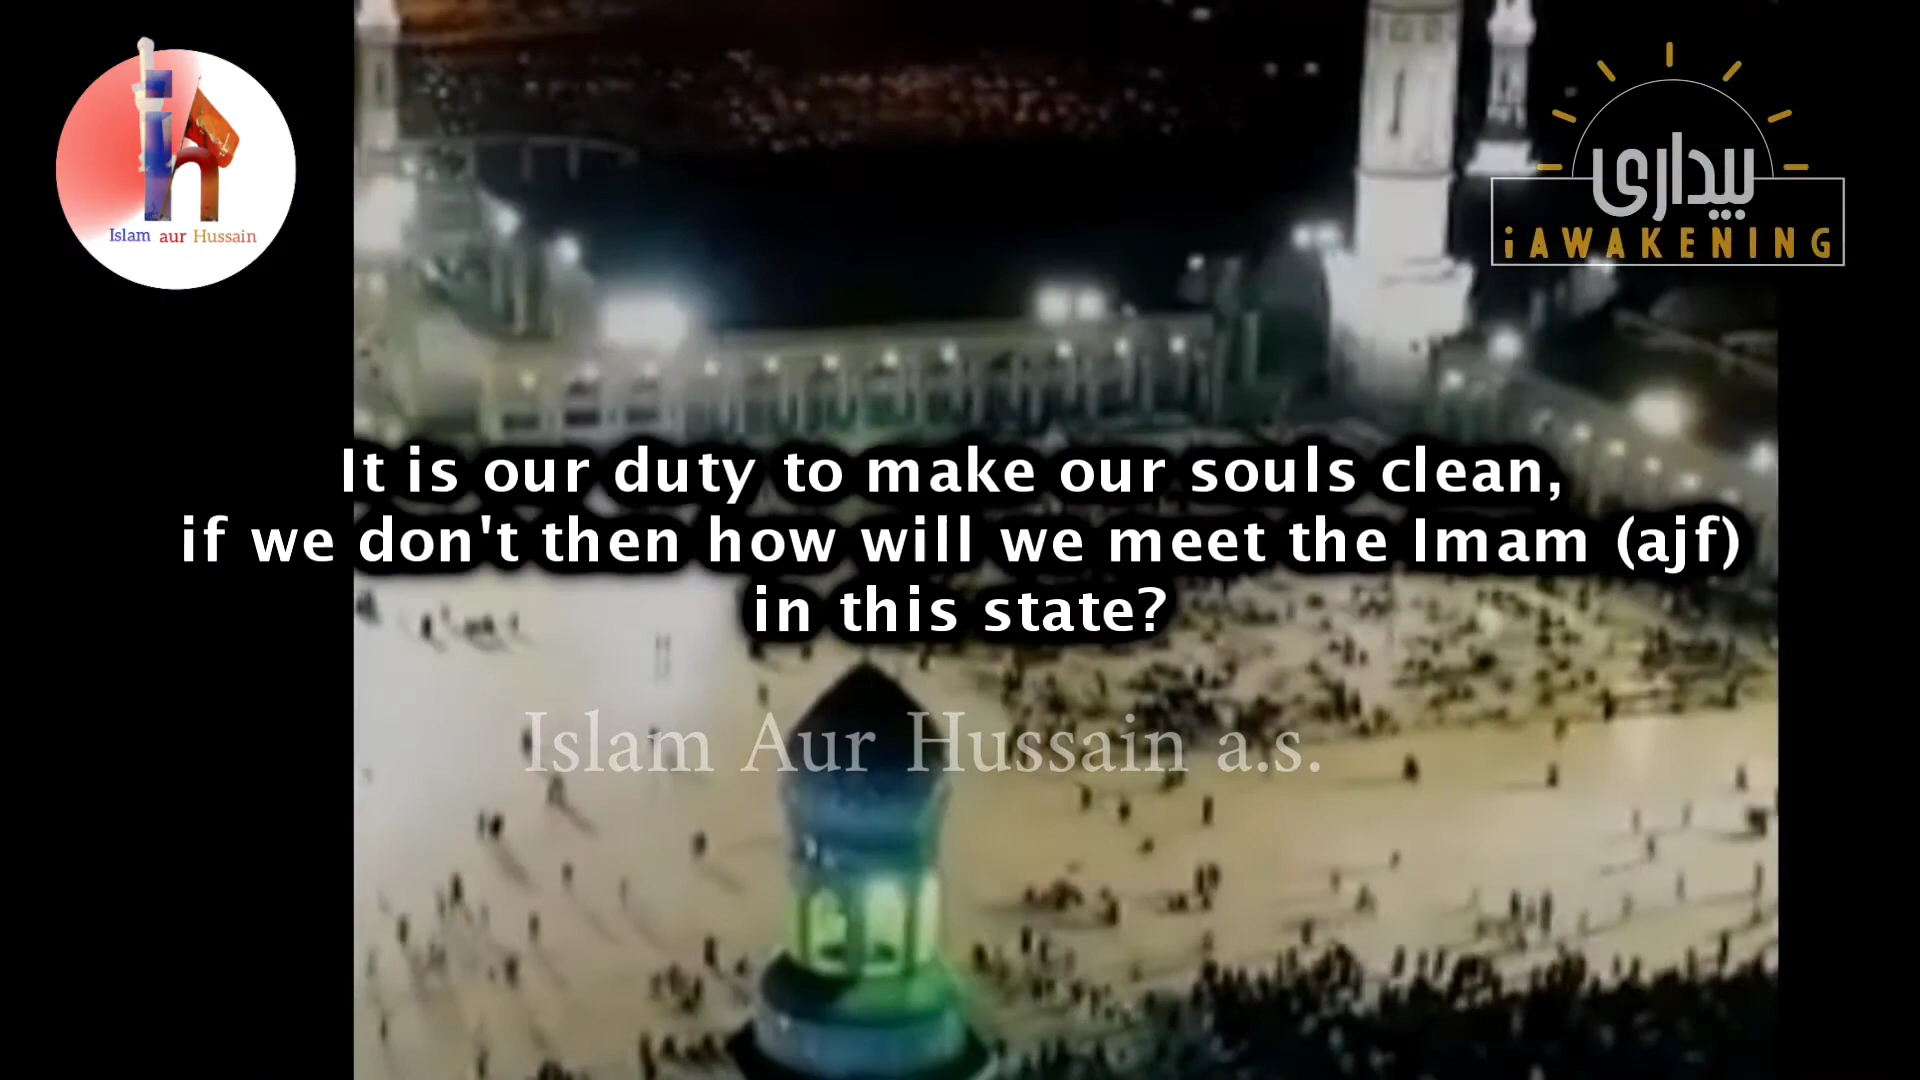 Islam aur Hussain
بیداری
iAWAKENING
It is our duty to make our souls clean,
if we don't then how will we meet the Imam (ajf)
in this state?
Islam Aur Hussain a.s.